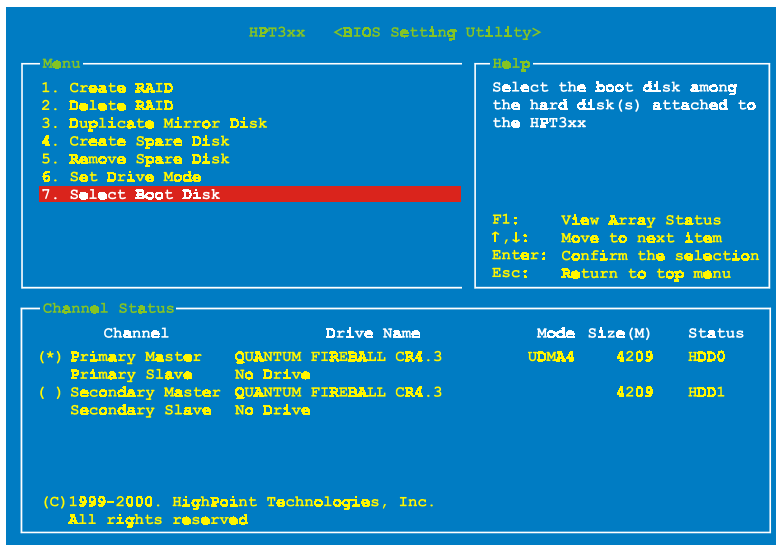 HPT3xx <BIOS Setting Utility>
Menu
1. Create RAID
2. Delete RAID
3. Duplicate Mirror Disk
4. Create Spare Disk
5. Remove Spare Disk
6. Set Drive Mode
7. Select Boot Disk
Help
Select the boot disk among
the hard disk(s) attached to
the HPT3xx
F1: View Array Status
↑,↓: Move to next item
Enter: Confirm the selection
Esc: Return to top menu
Channel Status
Channel Drive Name Mode Size(M) Status
(*) Primary Master QUANTUM FIREBALL CR4.3 UDMA4 4209 HDD0
Primary Slave No Drive
( ) Secondary Master QUANTUM FIREBALL CR4.3 4209 HDD1
Secondary Slave No Drive
(C)1999-2000. HighPoint Technologies, Inc.
All rights reserved